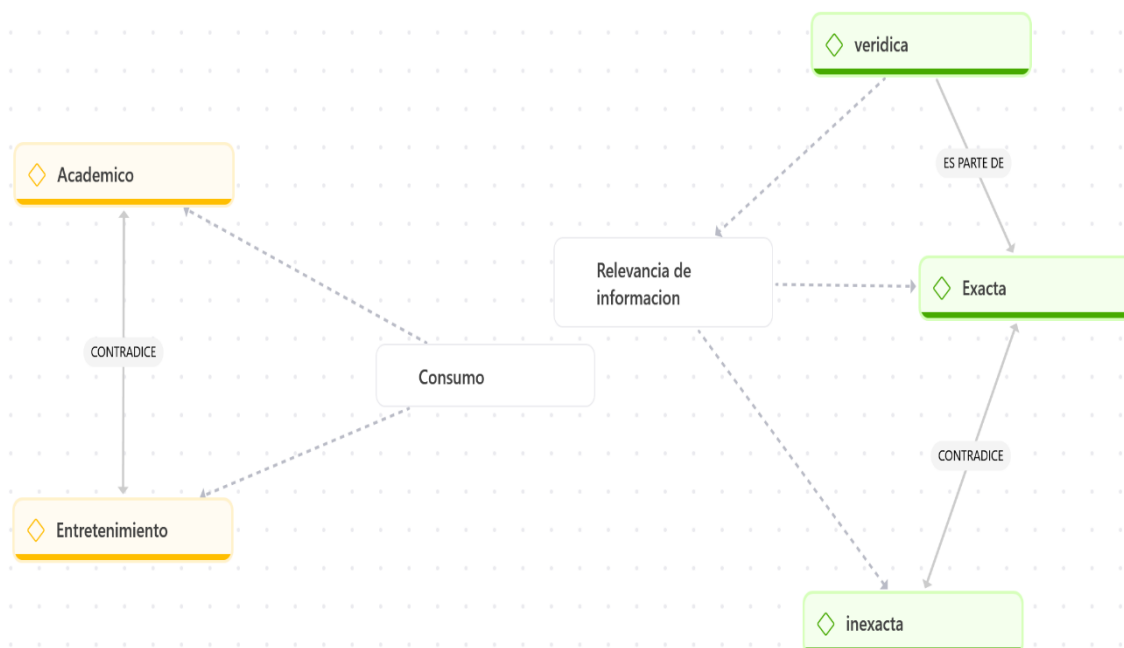 veridica
Academico
ES PARTE DE
Relevancia de
informacion
Exacta
CONTRADICE
Consumo
CONTRADICE
Entretenimiento
inexacta